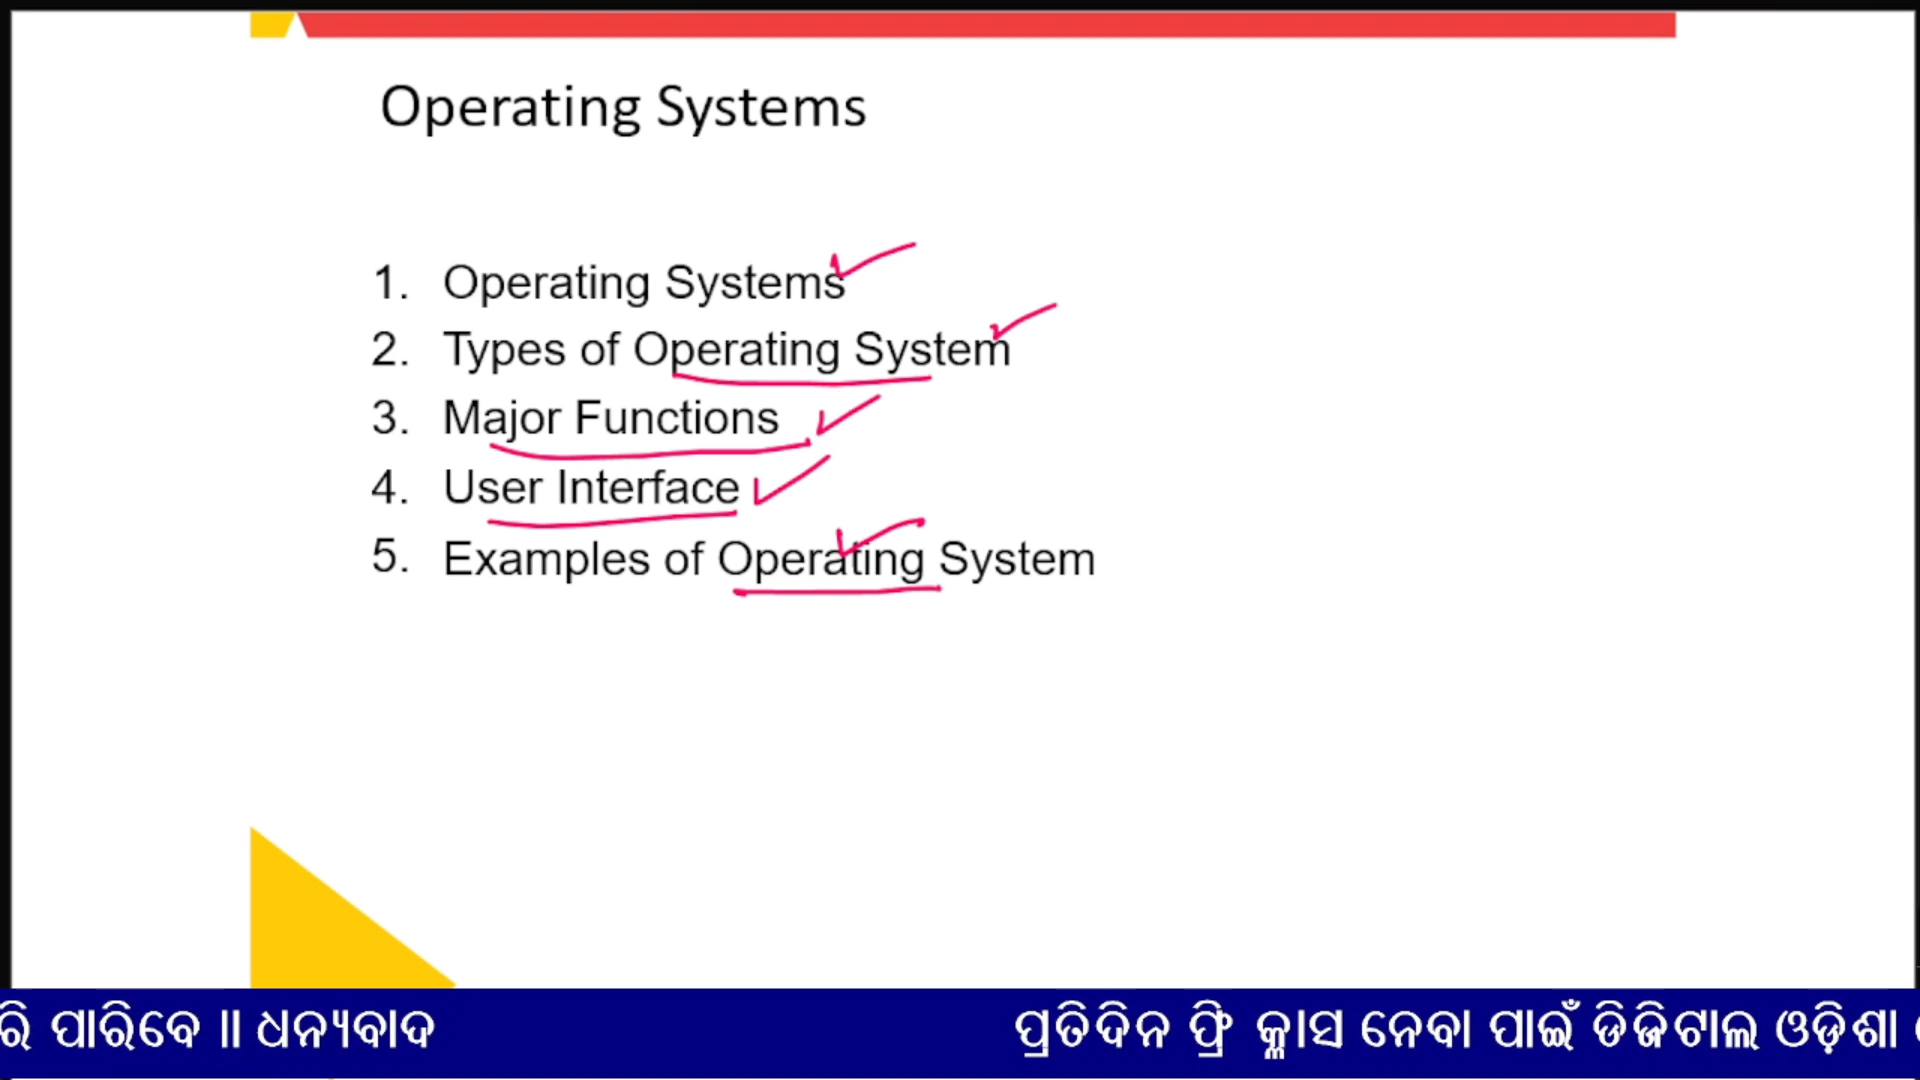 Operating Systems
1. Operating Systems
2. Types of Operating System
3. Major Functions
4. User Interface
5. Examples of Operating System
ରି ପାରିବେ ॥ ଧନ୍ୟବାଦ
ପ୍ରତିଦିନ ଫ୍ରି କ୍ଳାସ ନେବା ପାଇଁ ଡିଜିଟାଲ ଓଡ଼ିଶା